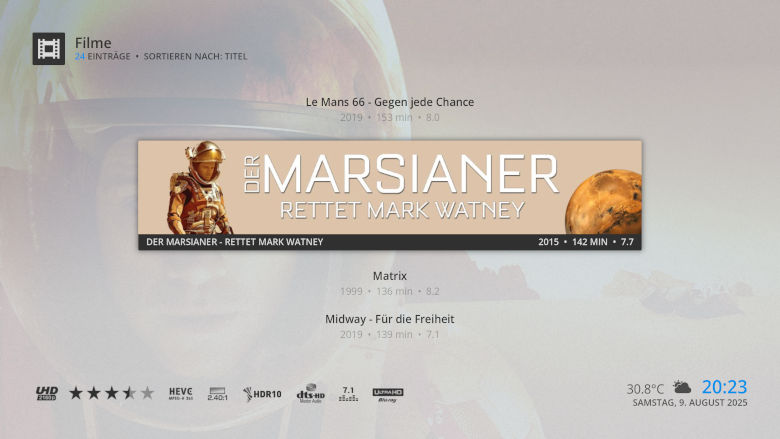 Filme
24 EINTRÄGE • SORTIEREN NACH: TITEL
Le Mans 66 - Gegen jede Chance
2019 • 153 min • 8.0
DER MARSIANER
RETTET MARK WATNEY
DER MARSIANER - RETTET MARK WATNEY 2015 • 142 MIN • 7.7
Matrix
1999 • 136 min • 8.2
Midway - Für die Freiheit
2019 • 139 min • 7.1
UHD 2160p HEVC MPEG-H 265 2.40:1 HDR10 dts-HD Master Audio 7.1 ULTRA HD Blu-ray
30.8°C 20:23
SAMSTAG, 9. AUGUST 2025